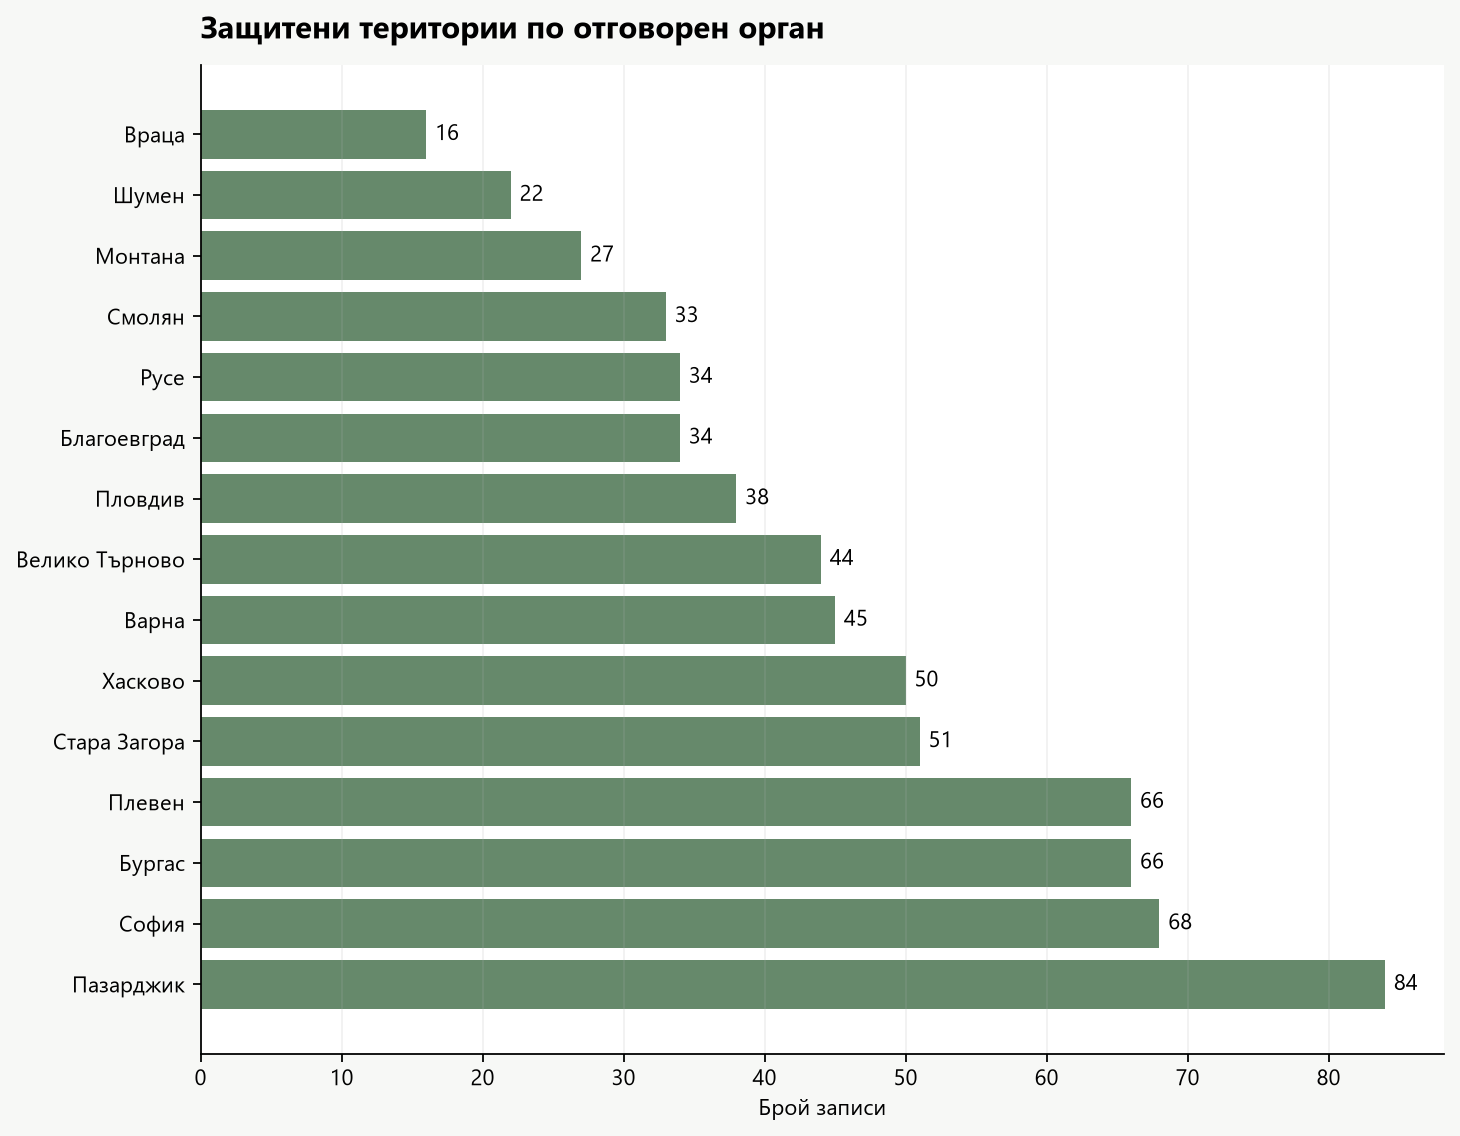 Защитени територии по отговорен орган
Враца 16
Шумен 22
Монтана 27
Смолян 33
Русе 34
Благоевград 34
Пловдив 38
Велико Търново 44
Варна 45
Хасково 50
Стара Загора 51
Плевен 66
Бургас 66
София 68
Пазарджик 84
0 10 20 30 40 50 60 70 80
Брой записи